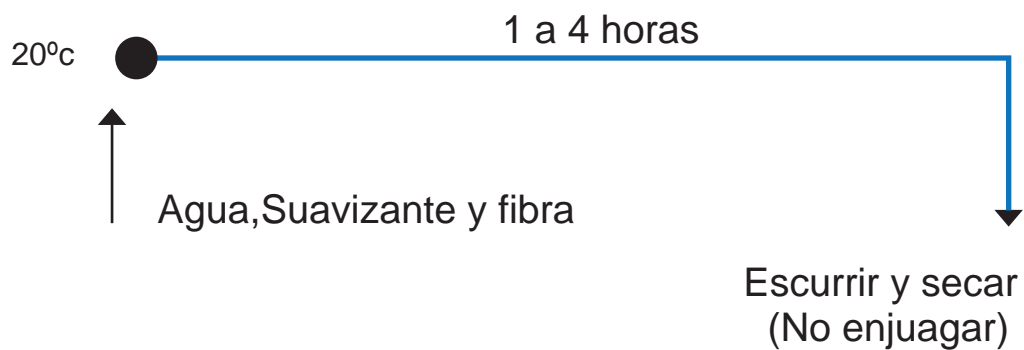 1 a 4 horas
20ºc
Agua,Suavizante y fibra
Escurrir y secar
(No enjuagar)